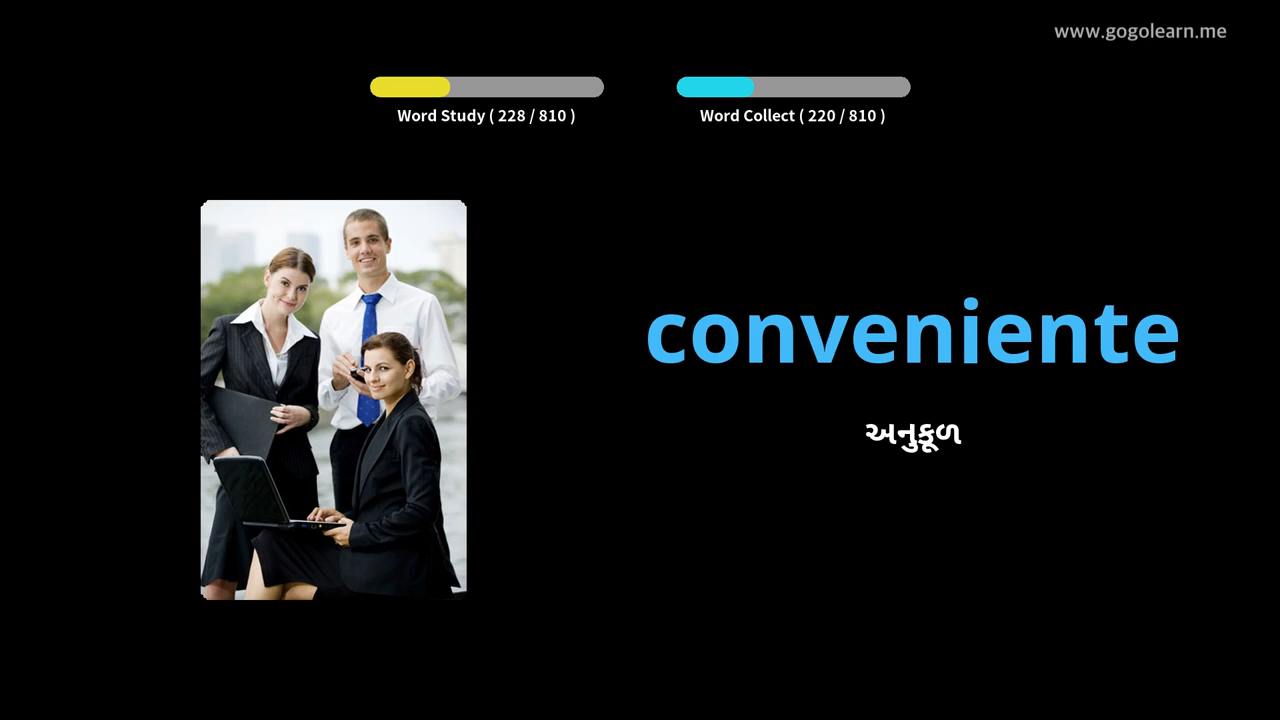 www.gogolearn.me
Word Study ( 228 / 810 )
Word Collect ( 220 / 810 )
conveniente
અનુકૂળ